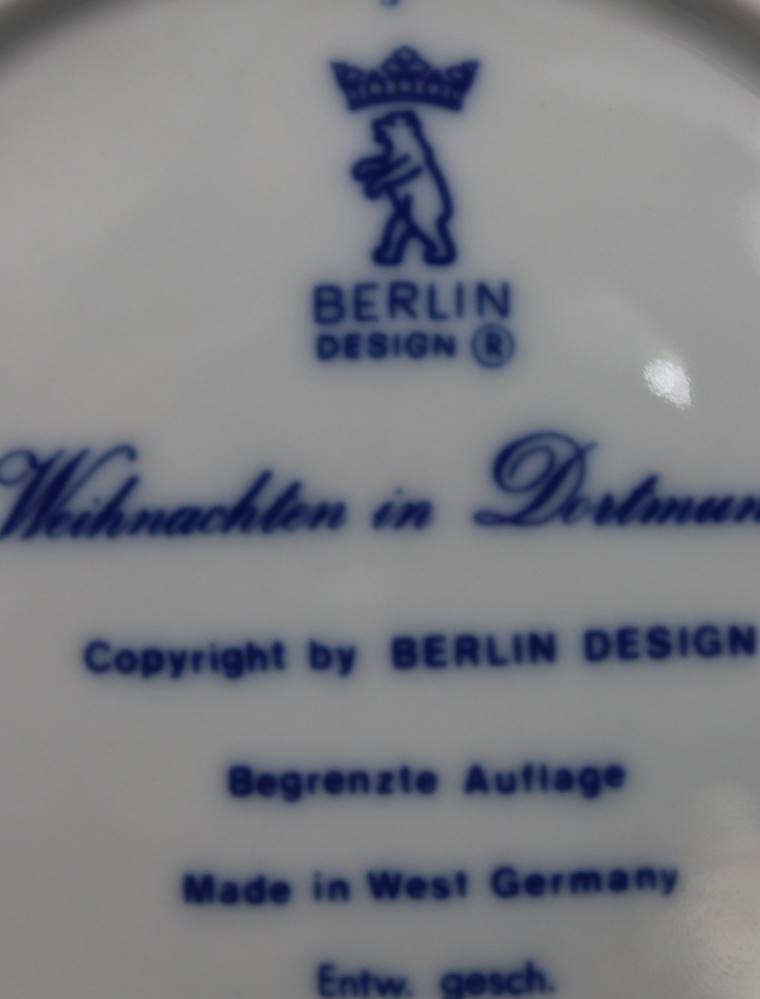 BERLIN
DESIGN ®
Weihnachten in
Copyright by BERLIN DESIGN
Begrenzte Auflage
Made in West Germany
Entw. gesch.